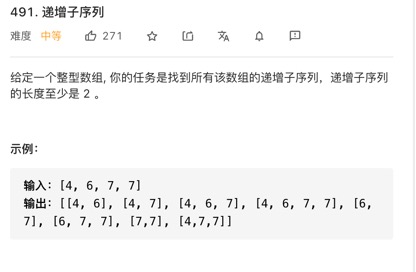 491. 递增子序列
难度 中等 271
给定一个整型数组, 你的任务是找到所有该数组的递增子序列，递增子序列
的长度至少是 2 。
示例：
输入：[4, 6, 7, 7]
输出：[[4, 6], [4, 7], [4, 6, 7], [4, 6, 7, 7], [6,
7], [6, 7, 7], [7,7], [4,7,7]]